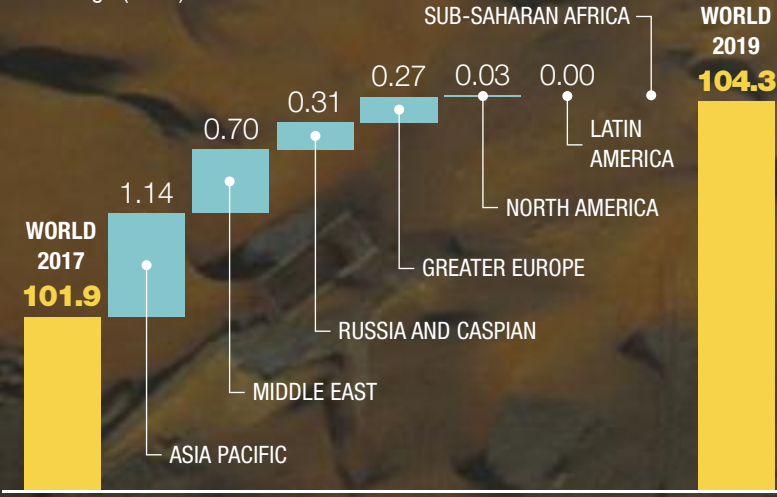 SUB-SAHARAN AFRICA
WORLD
2019
104.3
0.27
0.03
0.00
0.31
0.70
LATIN
AMERICA
1.14
NORTH AMERICA
WORLD
2017
101.9
GREATER EUROPE
RUSSIA AND CASPIAN
MIDDLE EAST
ASIA PACIFIC